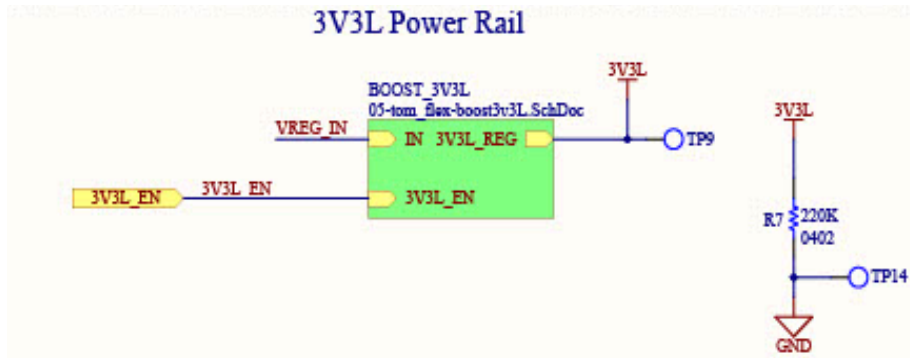 3V3L Power Rail
BOOST_3V3L
05-tom_flex-boost3v3L.SchDoc
3V3L
3V3L
VREG_IN
IN 3V3L_REG
TP9
3V3L_EN
3V3L_EN
3V3L_EN
R7
220K
0402
TP14
GND